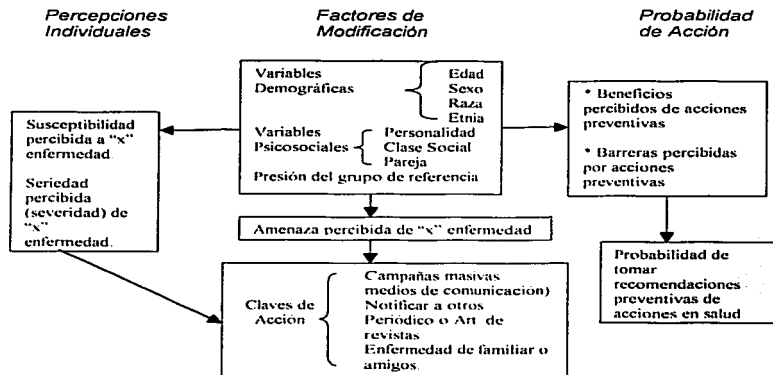 Percepciones
Individuales
Factores de
Modificación
Probabilidad
de Acción
Susceptibilidad
percibida a "x"
enfermedad.
Seriedad
percibida
(severidad) de
"x"
enfermedad.
Variables
Demográficas
Edad
Sexo
Raza
Etnia
Variables
Psicosociales
Personalidad
Clase Social
Pareja
Presión del grupo de referencia
Amenaza percibida de "x" enfermedad
Claves de
Acción
Campañas masivas
medios de comunicación)
Notificar a otros
Periódico o Art de
revistas
Enfermedad de familiar o
amigos.
* Beneficios
percibidos de acciones
preventivas
* Barreras percibidas
por acciones
preventivas
Probabilidad de
tomar
recomendaciones
preventivas de
acciones en salud